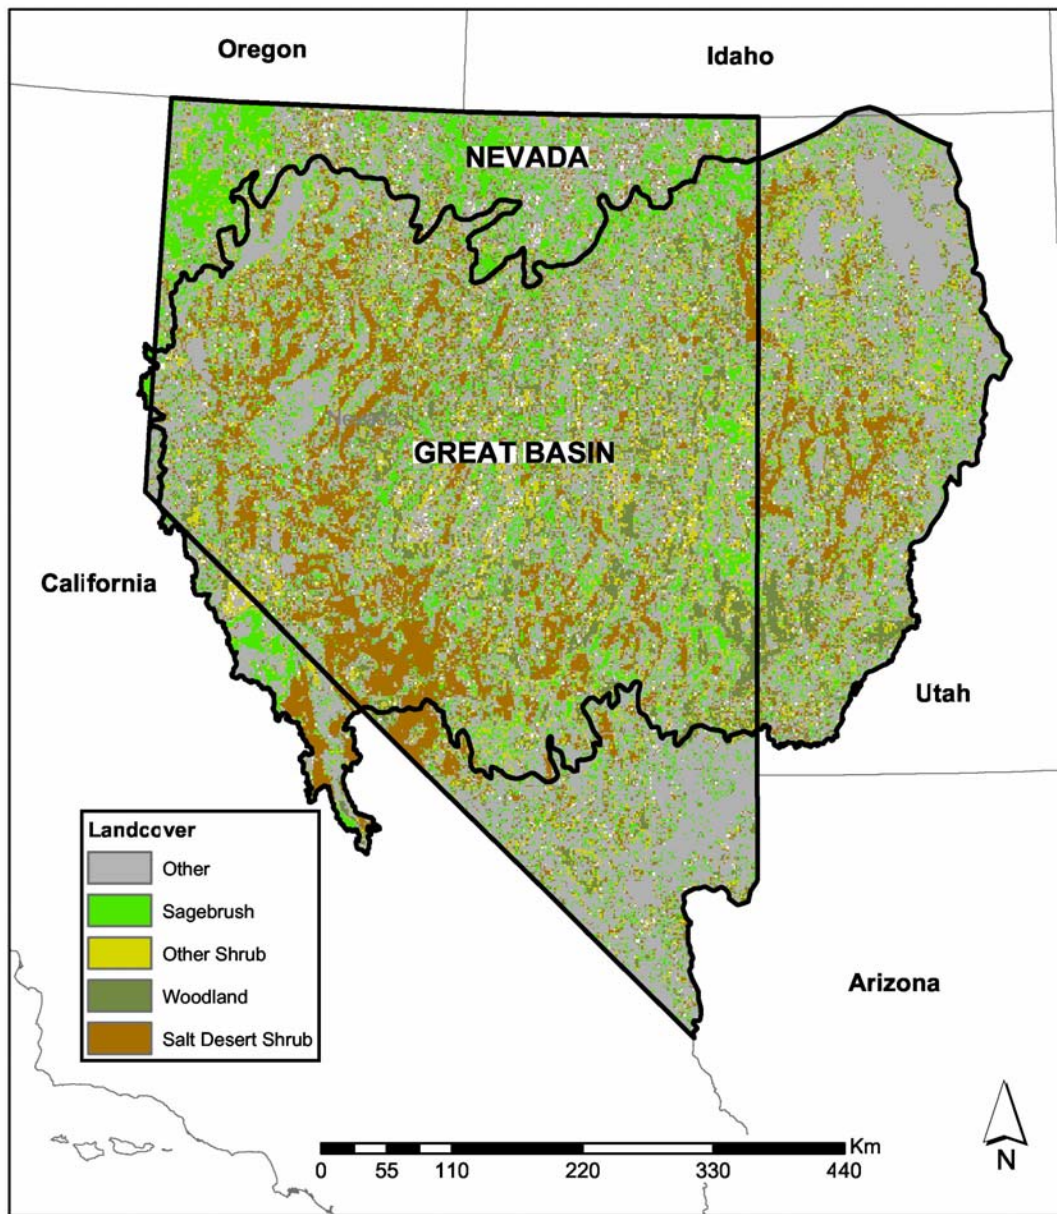 Oregon
Idaho
NEVADA
GREAT BASIN
California
Utah
Landcover
Other
Sagebrush
Other Shrub
Woodland
Salt Desert Shrub
Arizona
Km
0 55 110 220 330 440
N